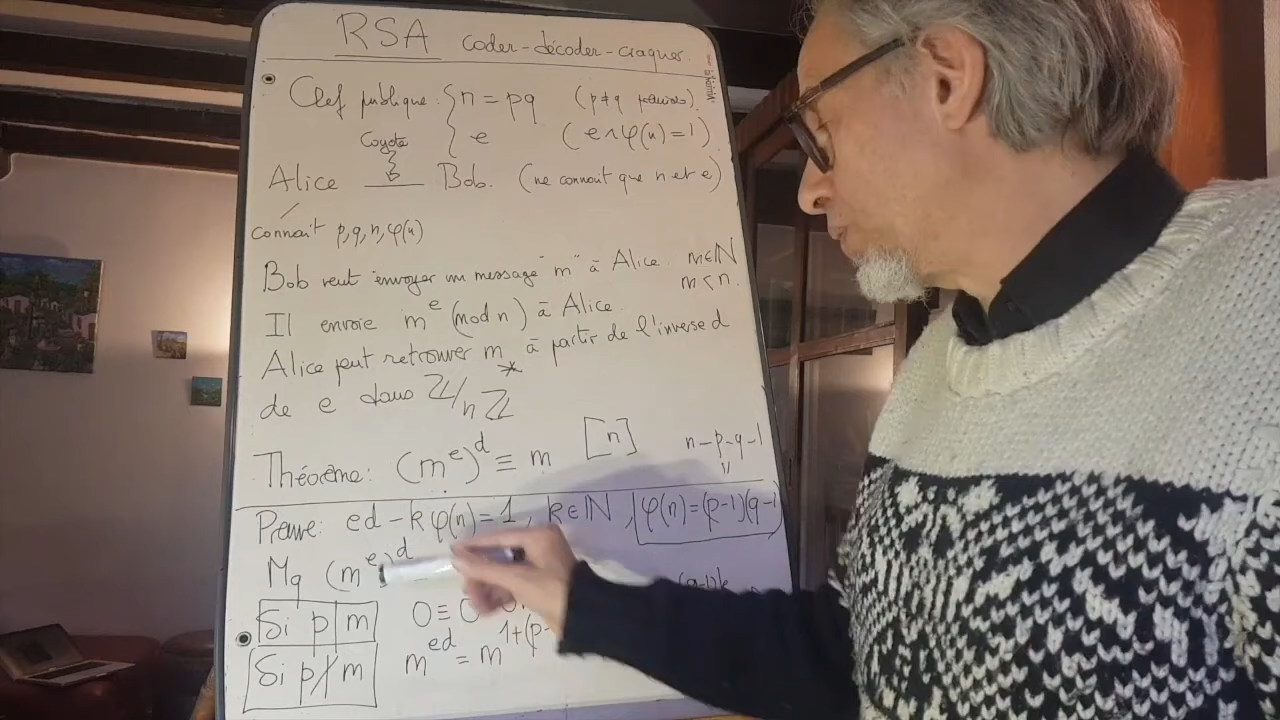 RSA coder-décoder-craquer
Clef publique: { n = pq (p≠q premiers)
Coyote { e (e∧φ(n)=1)
Alice Bob. (ne connait que n et e)
connait p,q,n,φ(n)
Bob veut envoyer un message "m" à Alice. m∈ℕ
m<n.
Il envoie m^e (mod n) à Alice.
Alice peut retrouver m * à partir de l'inverse d
de e dans ℤ/nℤ
Théorème: (m^e)^d ≡ m [n] n-p-q-1
Preuve: ed-kφ(n)=1, k∈ℕ, φ(n)=(p-1)(q-1)
Mq (m^e)^d
Si p|m 0≡0
Si p∤m m^ed = m^1+(p-